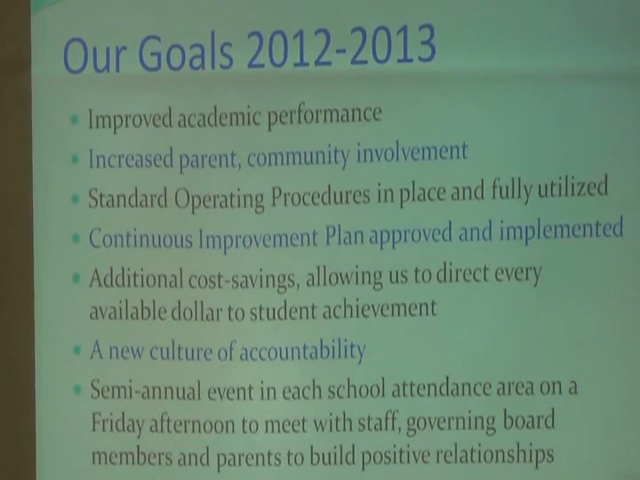 Our Goals 2012-2013
• Improved academic performance
• Increased parent, community involvement
• Standard Operating Procedures in place and fully utilized
• Continuous Improvement Plan approved and implemented
• Additional cost-savings, allowing us to direct every
available dollar to student achievement
• A new culture of accountability
• Semi-annual event in each school attendance area on a
Friday afternoon to meet with staff, governing board
members and parents to build positive relationships